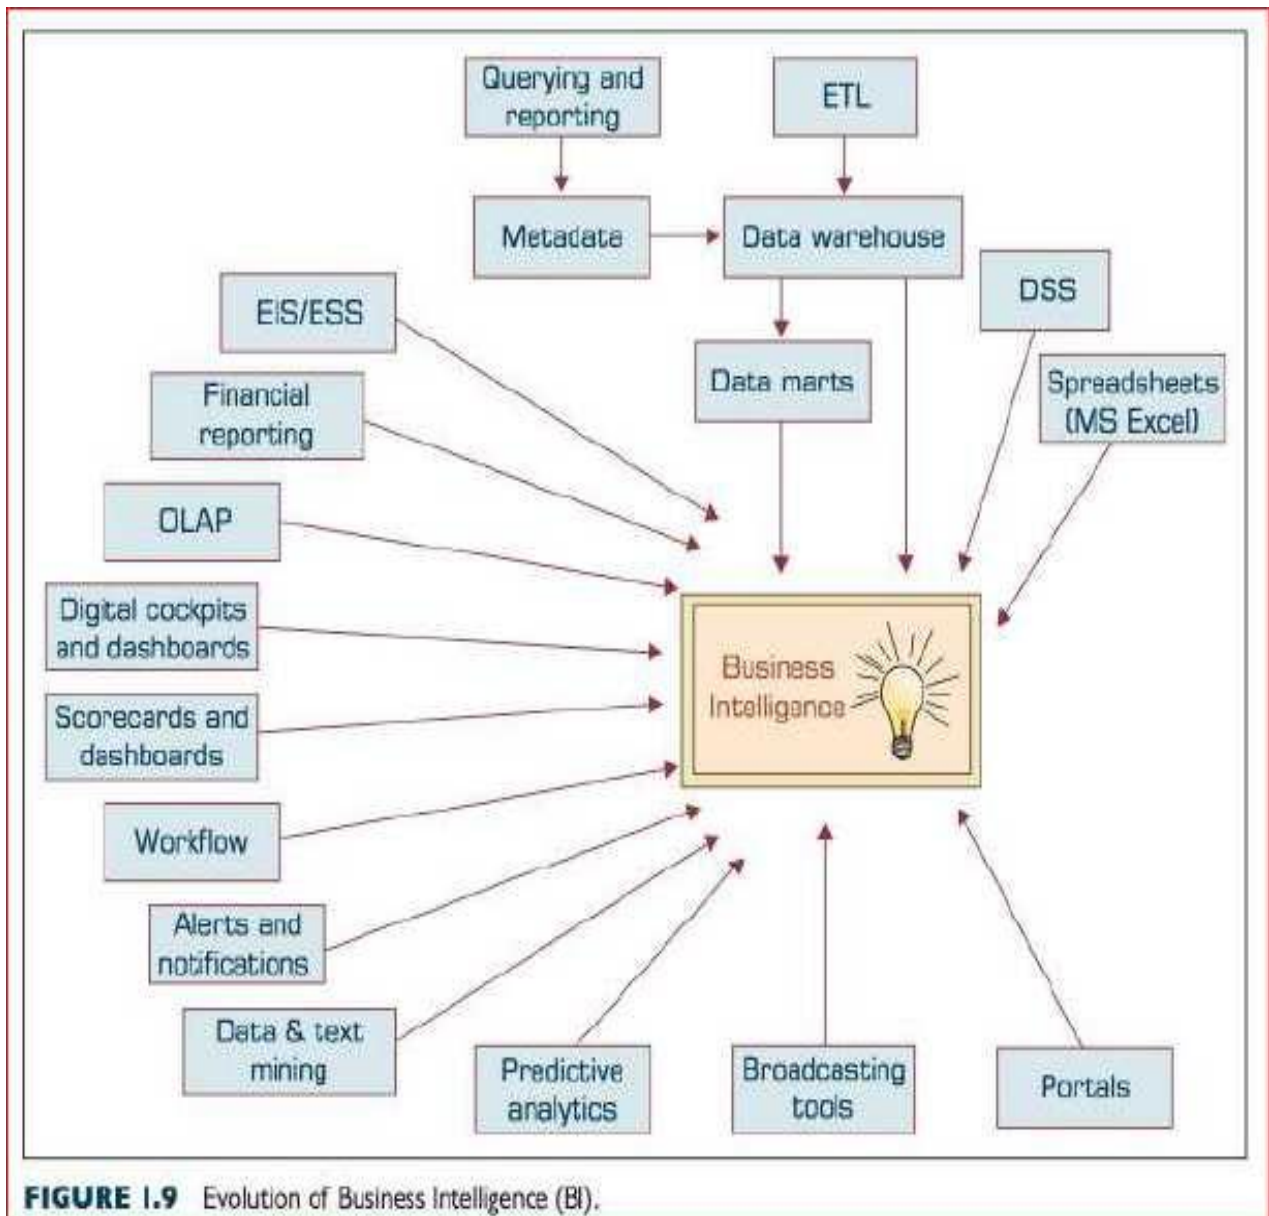 Querying and
reporting
ETL
Metadata
Data warehouse
EIS/ESS
DSS
Financial
reporting
Data marts
Spreadsheets
(MS Excel)
OLAP
Digital cockpits
and dashboards
Business
Intelligence
Scorecards and
dashboards
Workflow
Alerts and
notifications
Data & text
mining
Predictive
analytics
Broadcasting
tools
Portals
FIGURE 1.9 Evolution of Business Intelligence (BI).